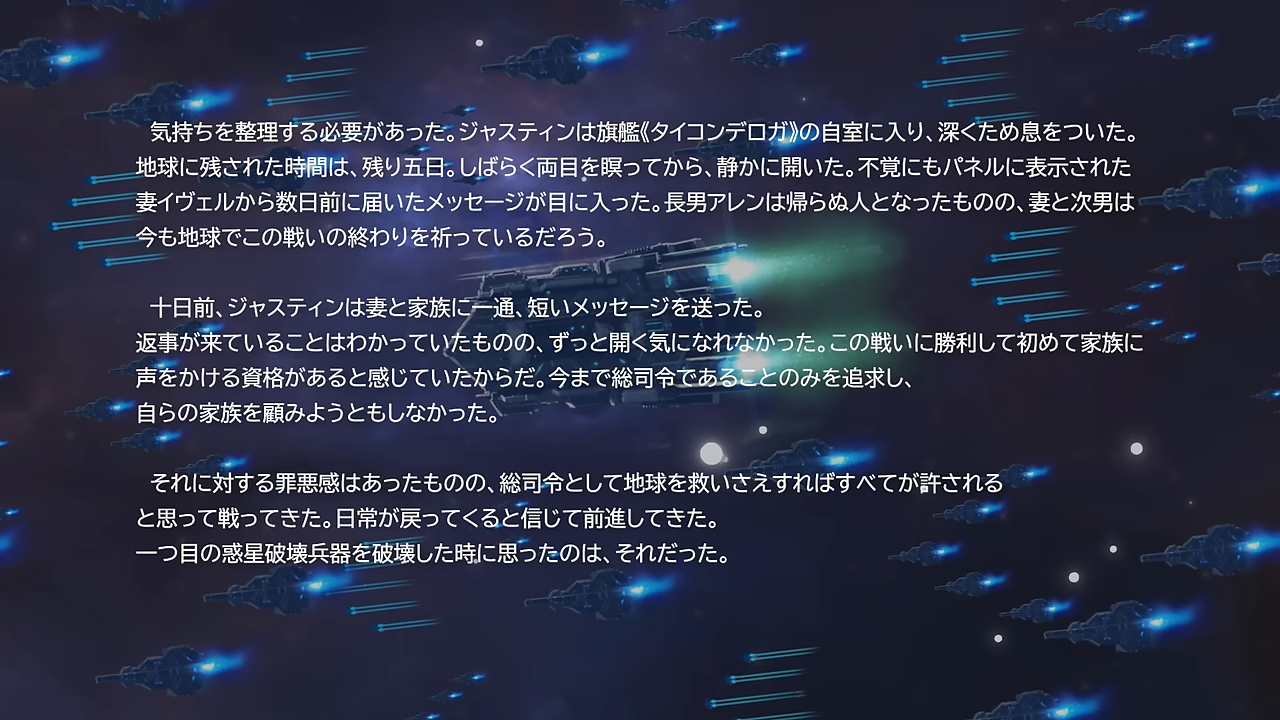 気持ちを整理する必要があった。ジャスティンは旗艦《タイコンデロガ》の自室に入り、深くため息をついた。
地球に残された時間は、残り五日。しばらく両目を瞑ってから、静かに開いた。不覚にもパネルに表示された
妻イヴェルから数日前に届いたメッセージが目に入った。長男アレンは帰らぬ人となったものの、妻と次男は
今も地球でこの戦いの終わりを祈っているだろう。
十日前、ジャスティンは妻と家族に一通、短いメッセージを送った。
返事が来ていることはわかっていたものの、ずっと開く気になれなかった。この戦いに勝利して初めて家族に
声をかける資格があると感じていたからだ。今まで総司令であることのみを追求し、
自らの家族を顧みようともしなかった。
それに対する罪悪感はあったものの、総司令として地球を救いさえすればすべてが許される
と思って戦ってきた。日常が戻ってくると信じて前進してきた。
一つ目の惑星破壊兵器を破壊した時に思ったのは、それだった。